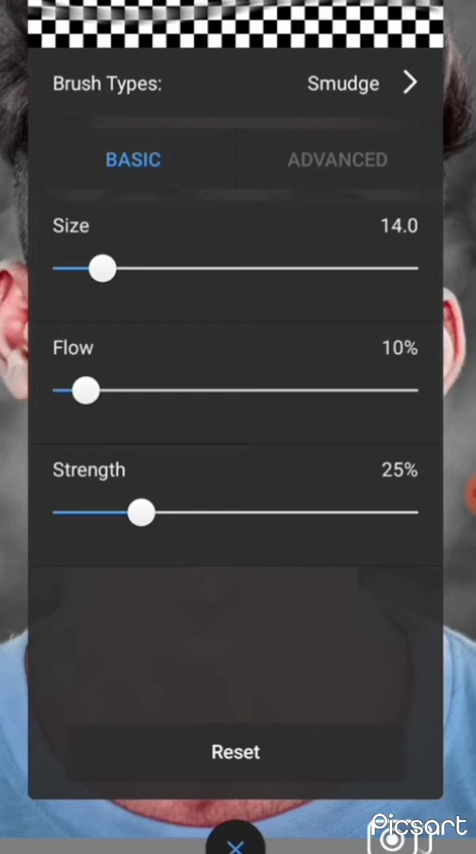 Brush Types: Smudge
BASIC ADVANCED
Size 14.0
Flow 10%
Strength 25%
Reset
Picsart